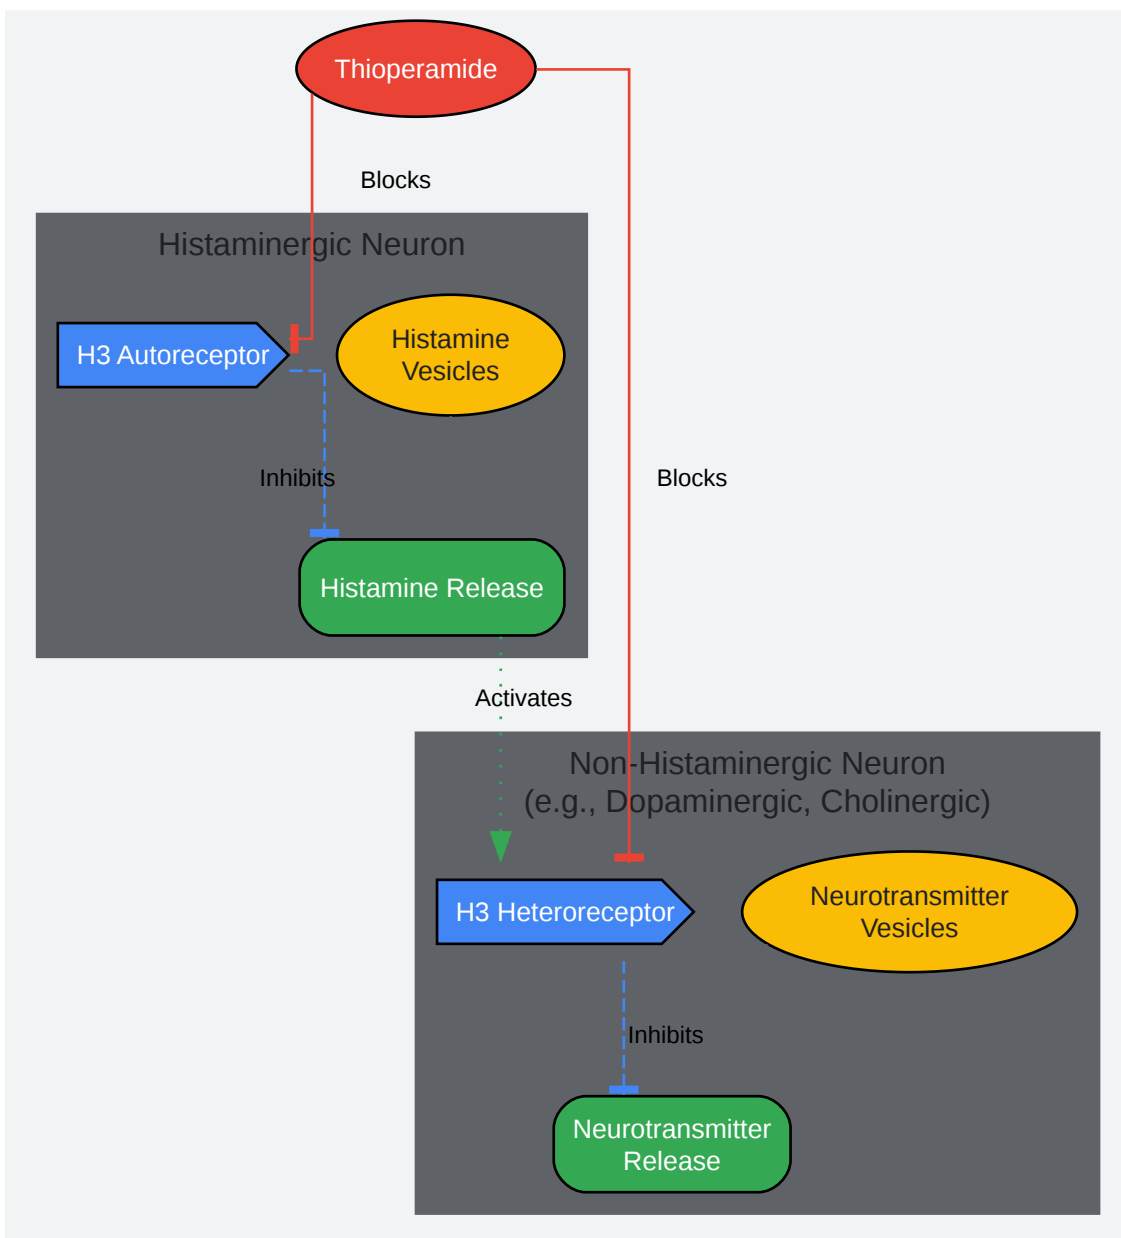 Thioperamide
Blocks
Histaminergic Neuron
H3 Autoreceptor
Histamine
Vesicles
Inhibits
Blocks
Histamine Release
Activates
Non-Histaminergic Neuron
(e.g., Dopaminergic, Cholinergic)
H3 Heteroreceptor
Neurotransmitter
Vesicles
Inhibits
Neurotransmitter
Release